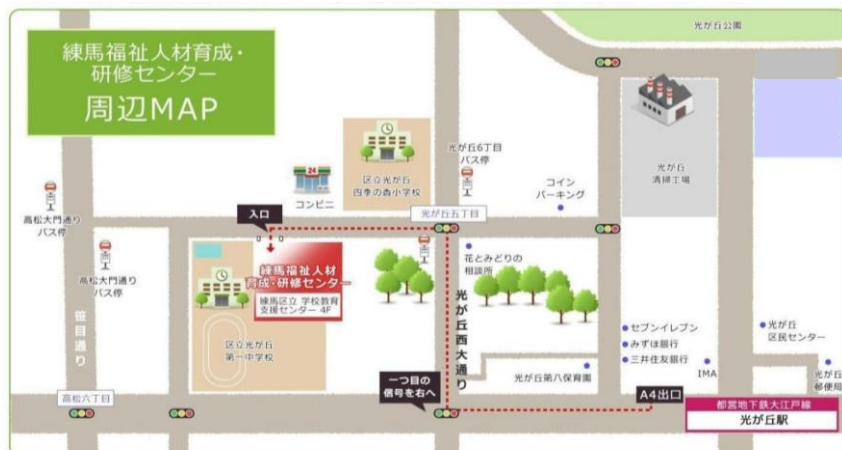 練馬福祉人材育成・
研修センター
周辺MAP
光が丘公園
光が丘
清掃工場
光が丘6丁目
バス停
コイン
パーキング
24
コンビニ
区立光が丘
四季の香小学校
高松大門通り
バス停
入口
光が丘五丁目
高松大門通り
バス停
練馬福祉人材
育成・研修センター
練馬区立 学校教育
支援センター 4F
花とみどりの
相談所
笹目通り
区立光が丘
第一中学校
光が丘西大通り
セブンイレブン
みずほ銀行
三井住友銀行
光が丘
区民センター
IMA
光が丘
郵便局
光が丘第八保育園
一つ目の
信号を右へ
A4出口
高松六丁目
都営地下鉄大江戸線
光が丘駅